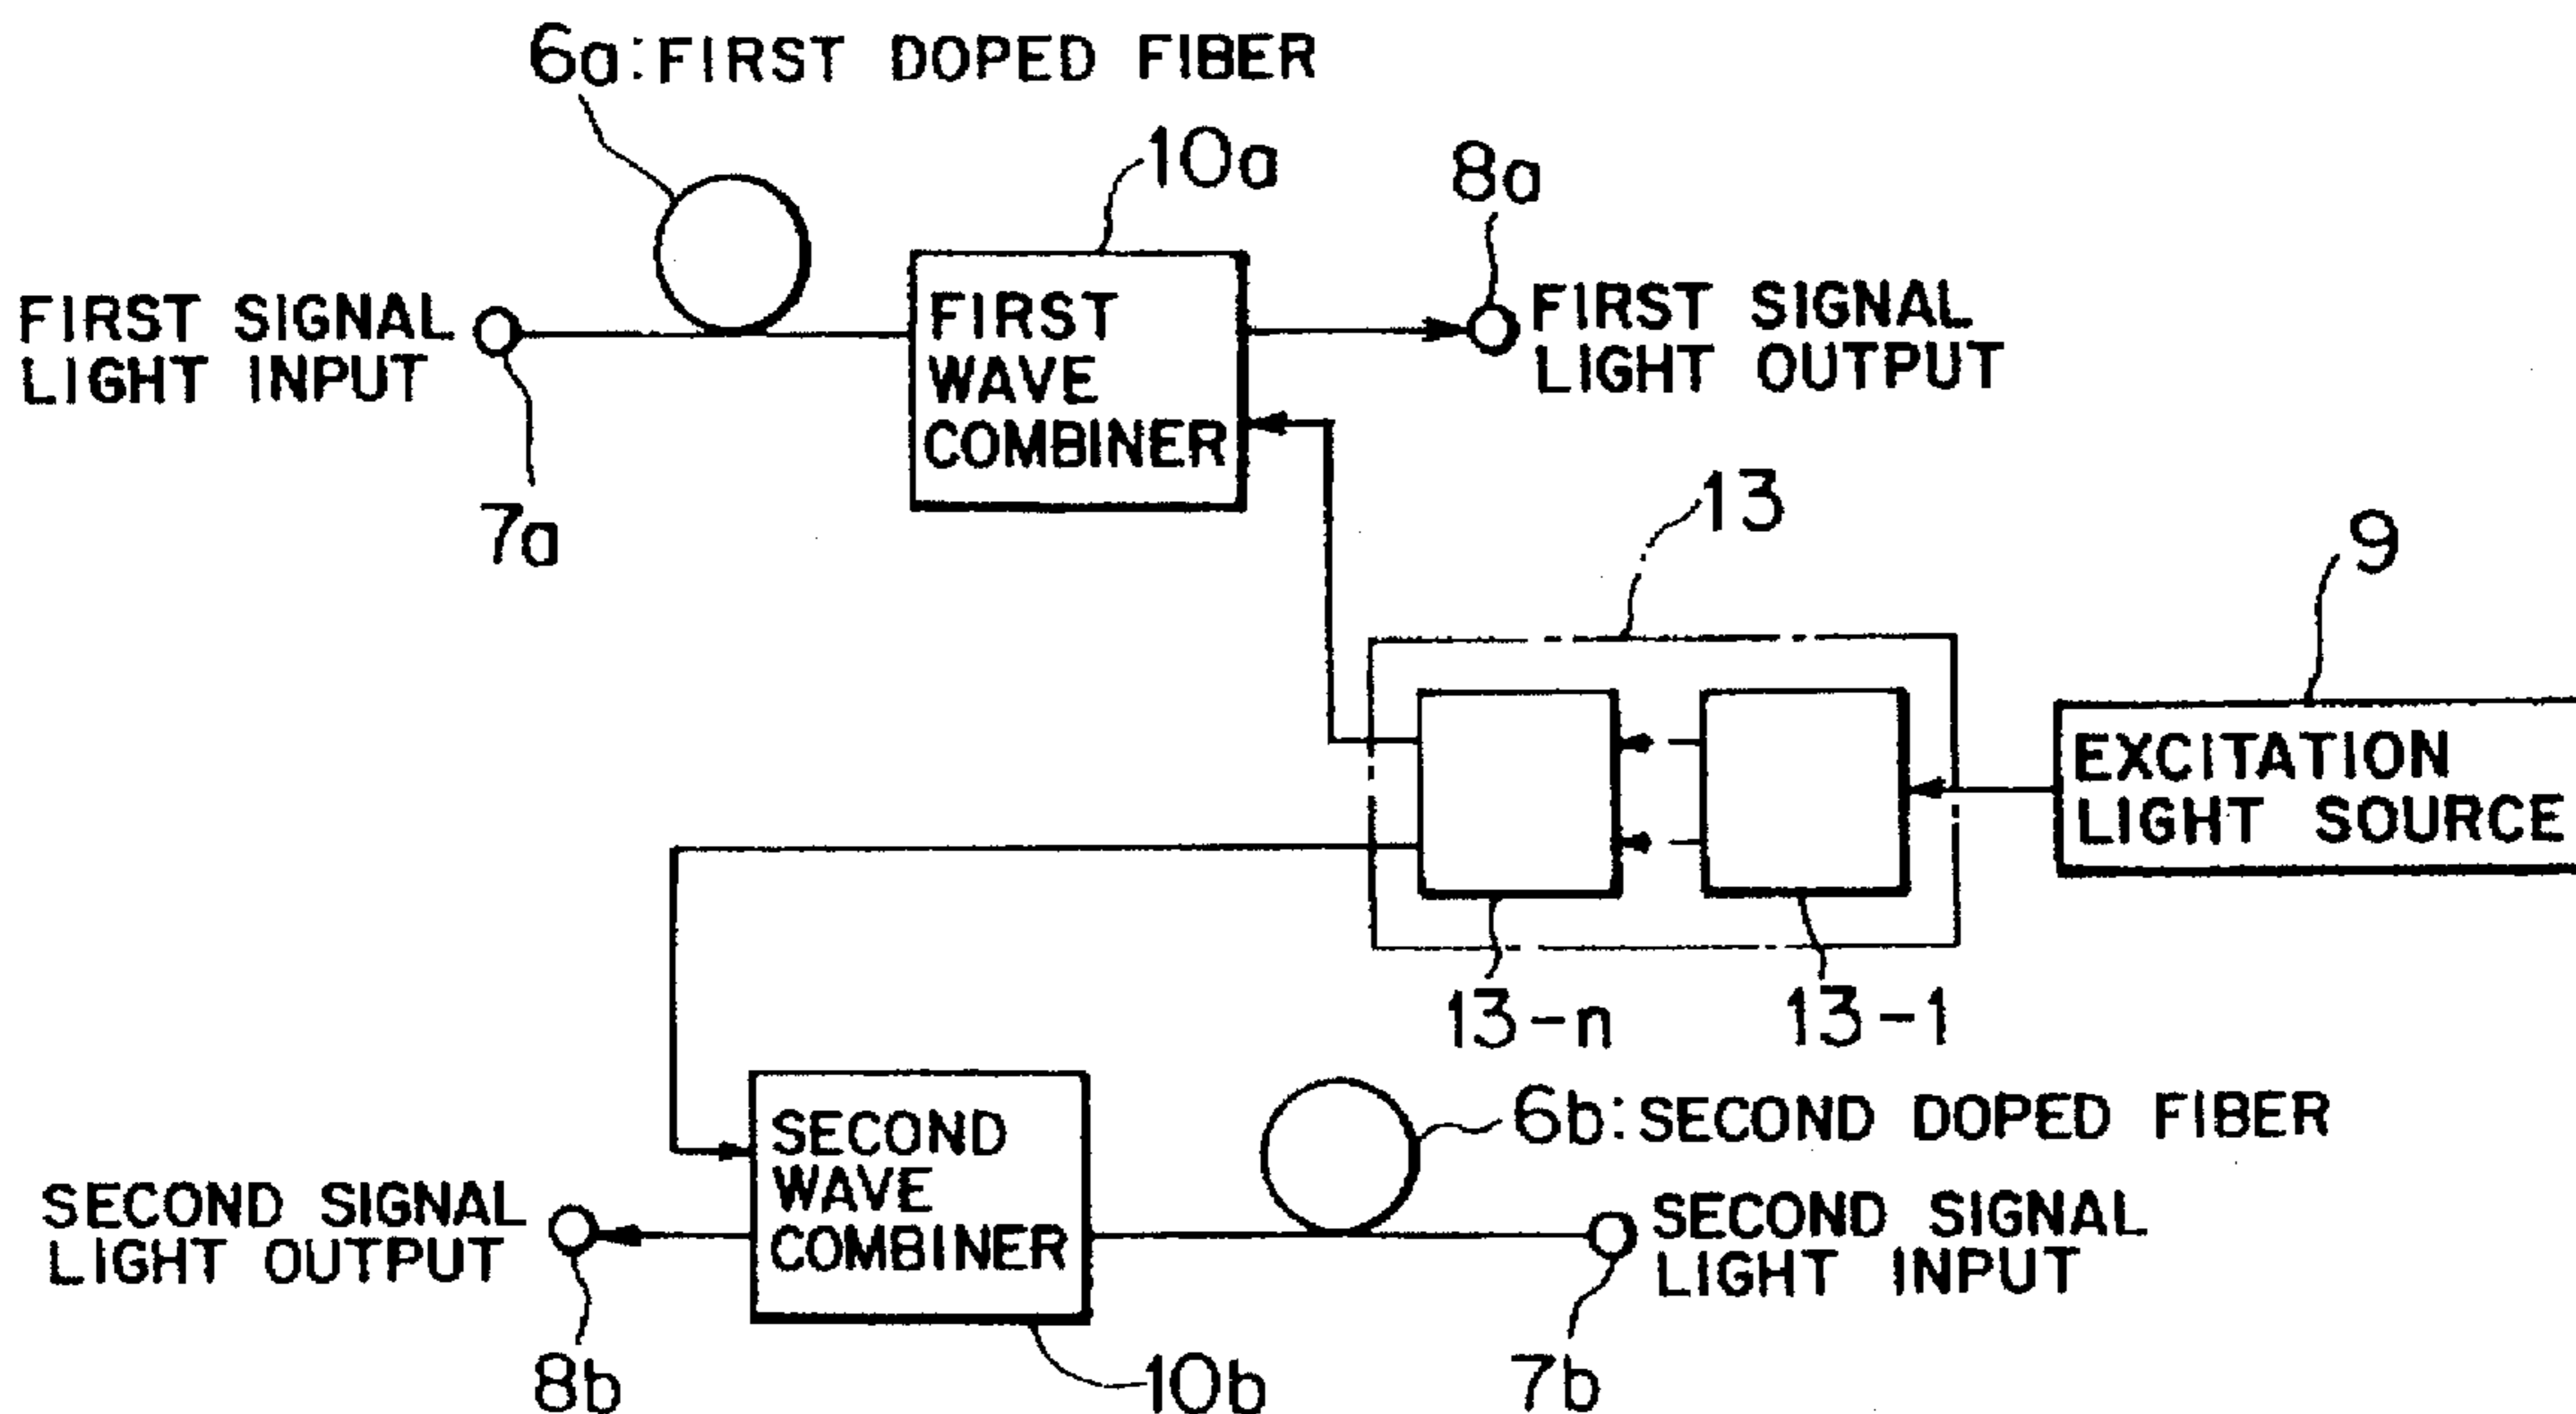 6a: FIRST DOPED FIBER
10a
8a
FIRST SIGNAL
LIGHT INPUT
FIRST
WAVE
COMBINER
FIRST SIGNAL
LIGHT OUTPUT
7a
13
9
EXCITATION
LIGHT SOURCE
13-n
13-1
6b: SECOND DOPED FIBER
SECOND
WAVE
COMBINER
SECOND SIGNAL
LIGHT OUTPUT
SECOND SIGNAL
LIGHT INPUT
8b
10b
7b